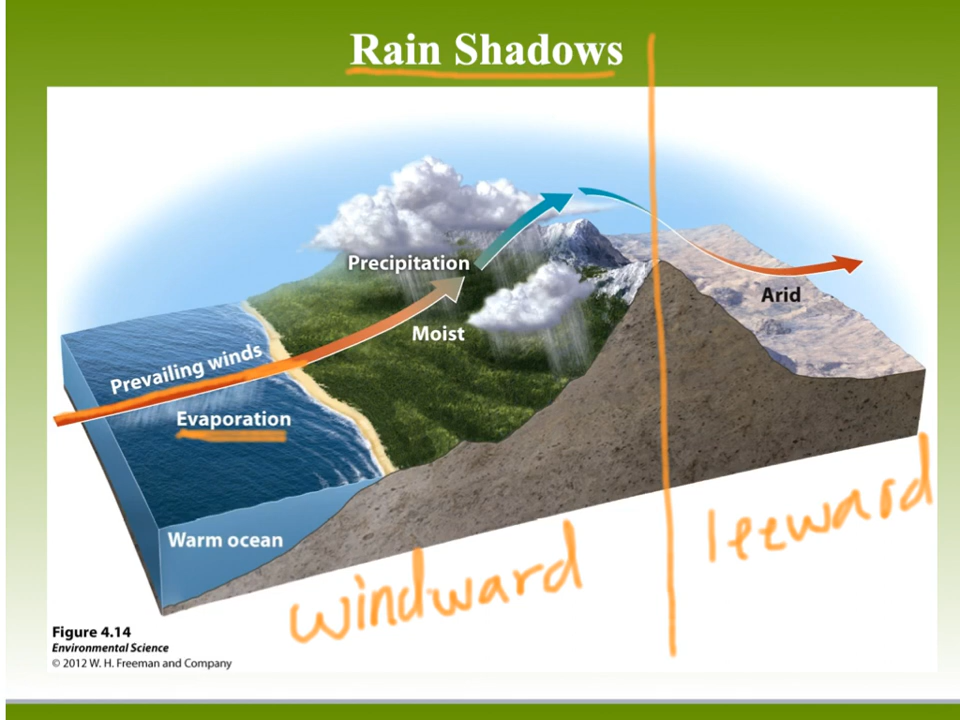 Rain Shadows
Precipitation
Moist
Arid
Prevailing winds
Evaporation
Warm ocean
windward
leeward
Figure 4.14
Environmental Science
© 2012 W. H. Freeman and Company